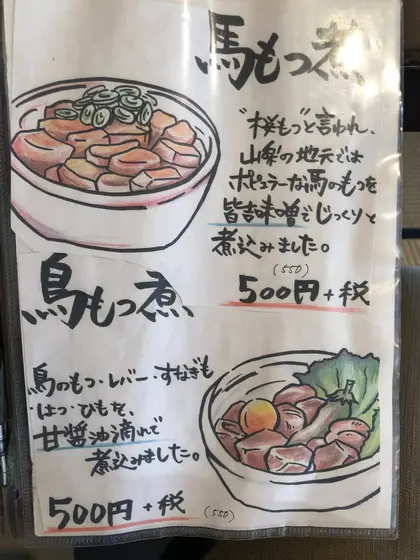 馬もつ煮
"桜もつ"と言われ、
山梨の地元では
ポピュラーな馬のもつを
皆吉味噌でじっくりと
煮込みました。
(550)
500円+税
鳥もつ煮
鳥のもつ・レバー・すなぎも
はつ・ひもを、
甘醤油滴れで
煮込みました。
500円+税
(550)